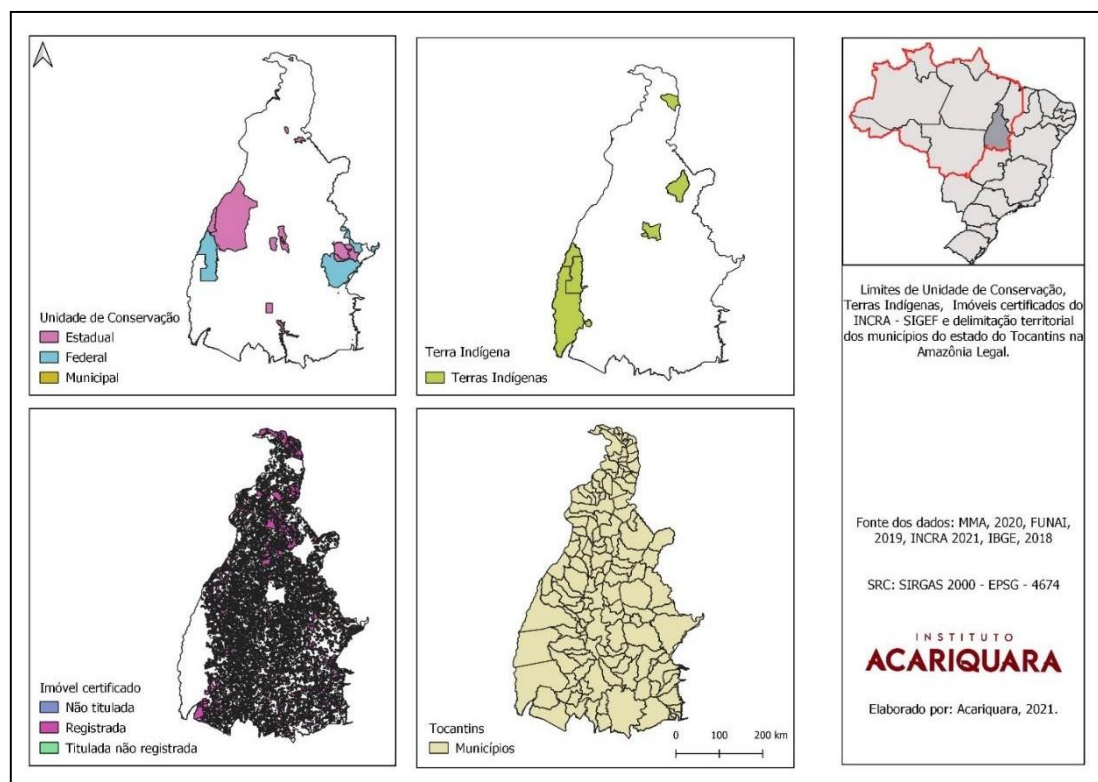 Unidade de Conservação
Estadual
Federal
Municipal
Terra Indígena
Terras Indígenas
Imóvel certificado
Não titulada
Registrada
Titulada não registrada
Tocantins
Municípios
0 100 200 km
Limites de Unidade de Conservação,
Terras Indígenas, Imóveis certificados do
INCRA - SIGEF e delimitação territorial
dos municípios do estado do Tocantins na
Amazônia Legal.
Fonte dos dados: MMA, 2020, FUNAI,
2019, INCRA 2021, IBGE, 2018
SRC: SIRGAS 2000 - EPSG - 4674
INSTITUTO
ACARIQUARA
Elaborado por: Acariquara, 2021.